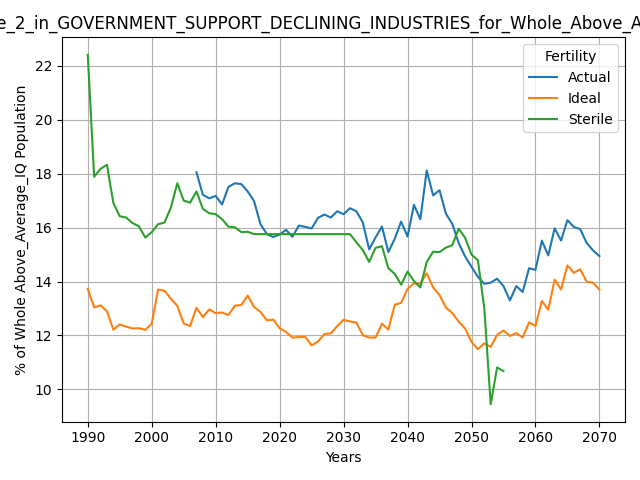 e_2_in_GOVERNMENT_SUPPORT_DECLINING_INDUSTRIES_for_Whole_Above_A
Fertility
Actual
Ideal
Sterile
% of Whole Above_Average_IQ Population
22
20
18
16
14
12
10
1990
2000
2010
2020
2030
2040
2050
2060
2070
Years